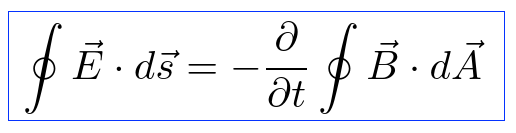 ∮ E⃗ · ds⃗ = − ∂/∂t ∮ B⃗ · dA⃗